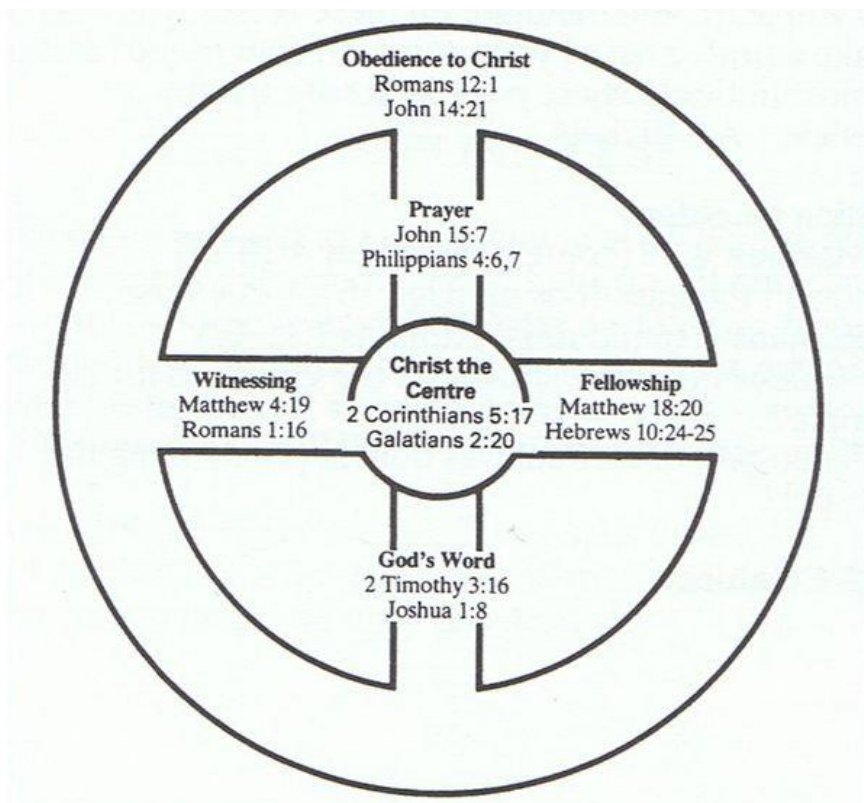 Obedience to Christ
Romans 12:1
John 14:21
Prayer
John 15:7
Philippians 4:6,7
Witnessing
Matthew 4:19
Romans 1:16
Christ the
Centre
2 Corinthians 5:17
Galatians 2:20
Fellowship
Matthew 18:20
Hebrews 10:24-25
God's Word
2 Timothy 3:16
Joshua 1:8